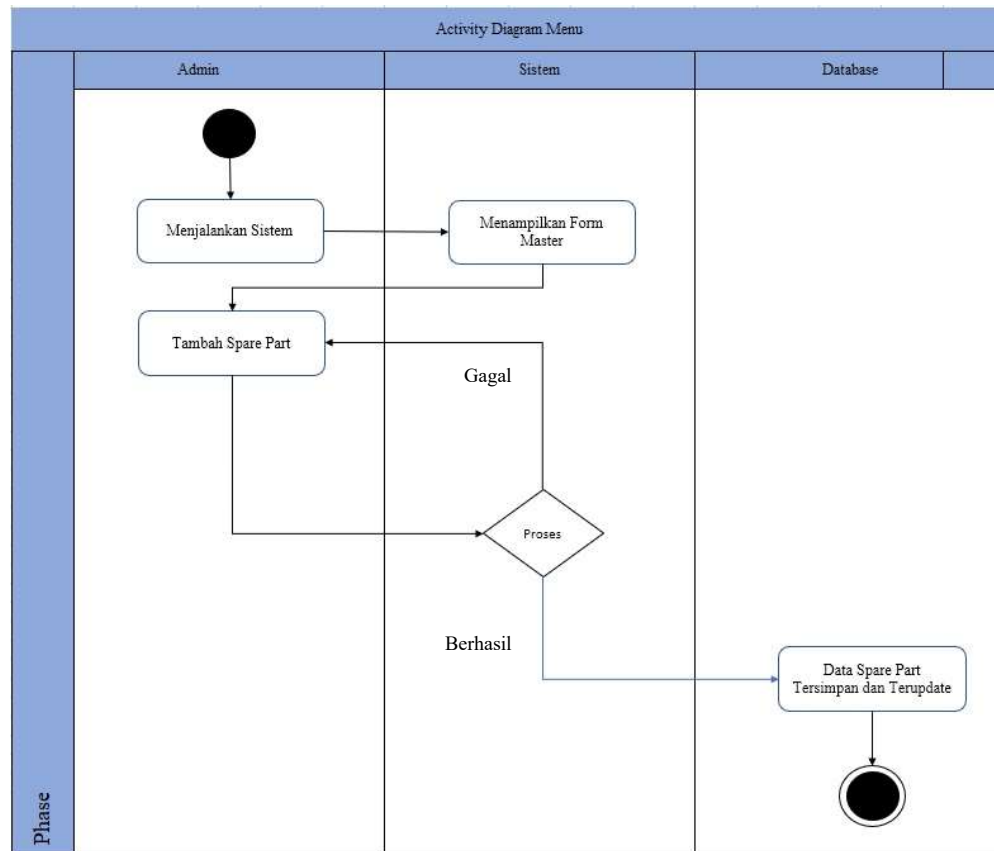 Activity Diagram Menu
Admin
Sistem
Database
Menjalankan Sistem
Menampilkan Form
Master
Tambah Spare Part
Gagal
Proses
Berhasil
Data Spare Part
Tersimpan dan Terupdate
Phase